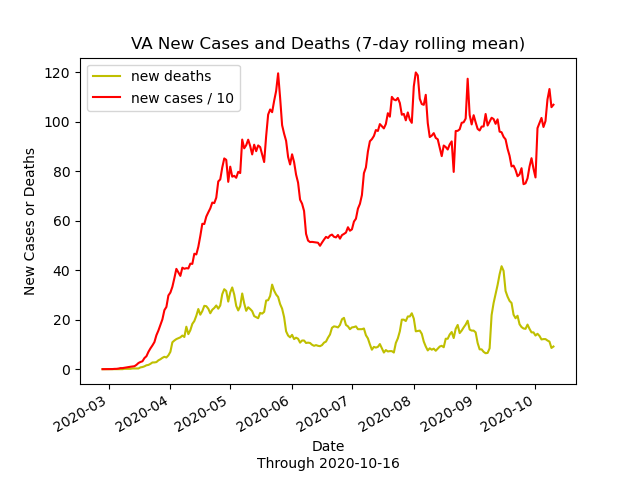 VA New Cases and Deaths (7-day rolling mean)
new deaths
new cases / 10
120
100
80
60
40
20
0
New Cases or Deaths
2020-03
2020-04
2020-05
2020-06
2020-07
2020-08
2020-09
2020-10
Date
Through 2020-10-16